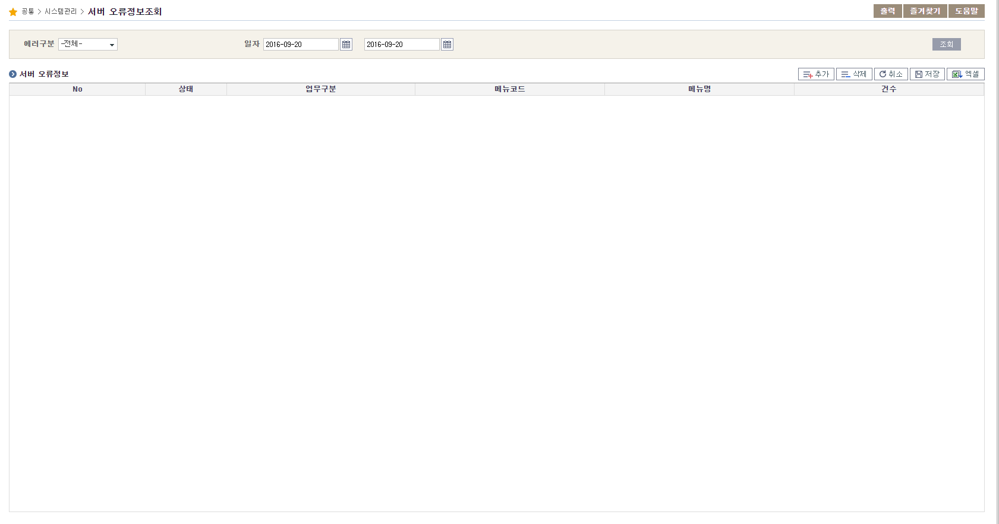 공통 > 시스템관리 > 서버 오류정보조회 출력 즐겨찾기 도움말
에러구분 -전체- 일자 2016-09-20 2016-09-20 조회
서버 오류정보 추가 삭제 취소 저장 엑셀
No 상태 업무구분 메뉴코드 메뉴명 건수